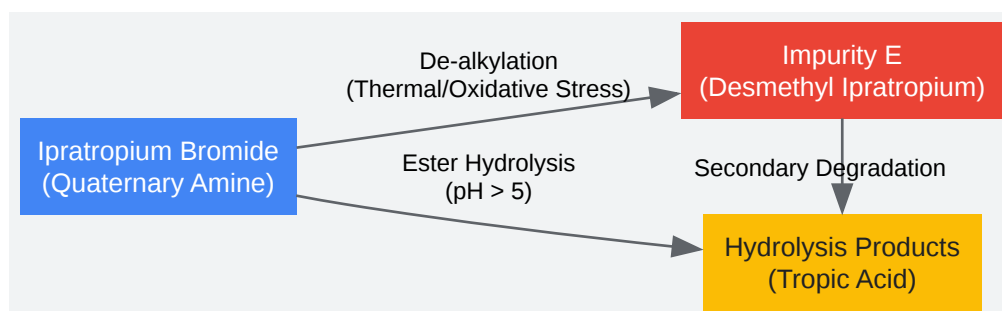 De-alkylation
(Thermal/Oxidative Stress)
Impurity E
(Desmethyl Ipratropium)
Ipratropium Bromide
(Quaternary Amine)
Ester Hydrolysis
(pH > 5)
Secondary Degradation
Hydrolysis Products
(Tropic Acid)